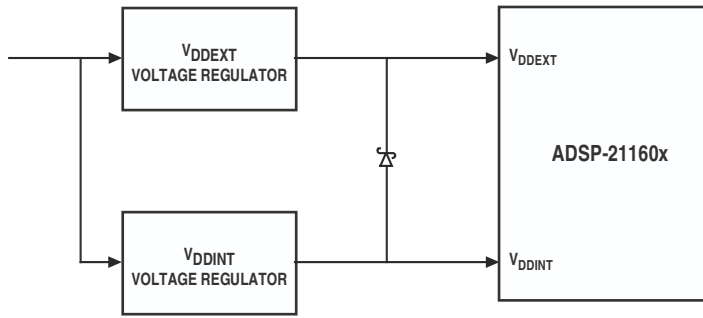 VDDEXT
VOLTAGE REGULATOR
VDDEXT
ADSP-21160x
VDDINT
VOLTAGE REGULATOR
VDDINT